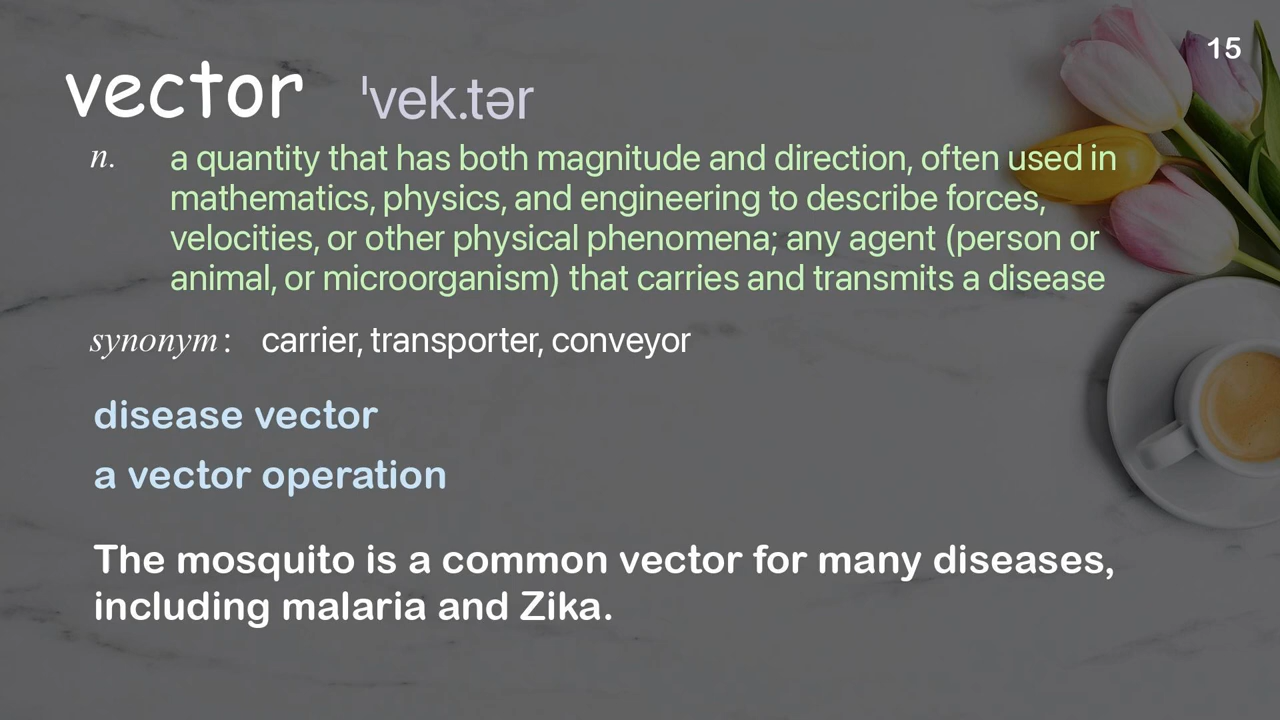 15
vector ˈvek.tər
n. a quantity that has both magnitude and direction, often used in
mathematics, physics, and engineering to describe forces,
velocities, or other physical phenomena; any agent (person or
animal, or microorganism) that carries and transmits a disease
synonym: carrier, transporter, conveyor
disease vector
a vector operation
The mosquito is a common vector for many diseases,
including malaria and Zika.